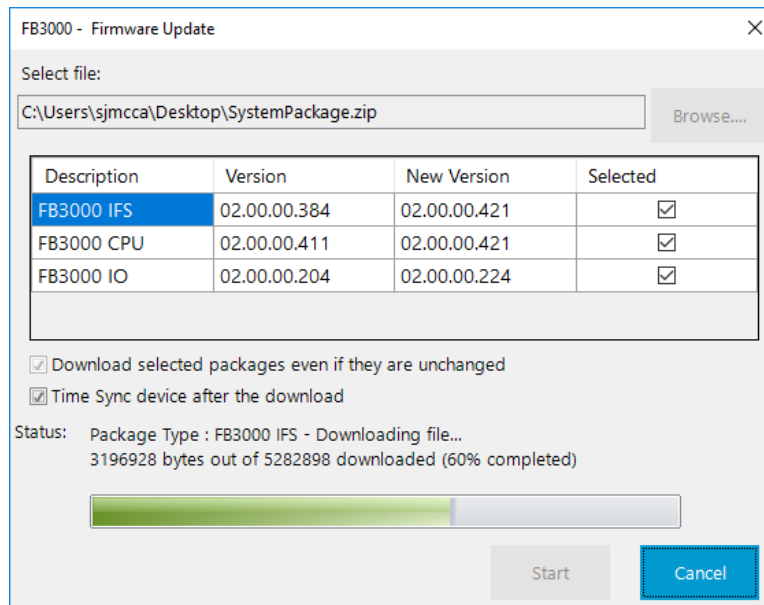 FB3000 - Firmware Update
Select file:
C:\Users\sjmcca\Desktop\SystemPackage.zip
Browse....
Description Version New Version Selected
FB3000 IFS 02.00.00.384 02.00.00.421
FB3000 CPU 02.00.00.411 02.00.00.421
FB3000 IO 02.00.00.204 02.00.00.224
Download selected packages even if they are unchanged
Time Sync device after the download
Status: Package Type : FB3000 IFS - Downloading file...
3196928 bytes out of 5282898 downloaded (60% completed)
Start Cancel